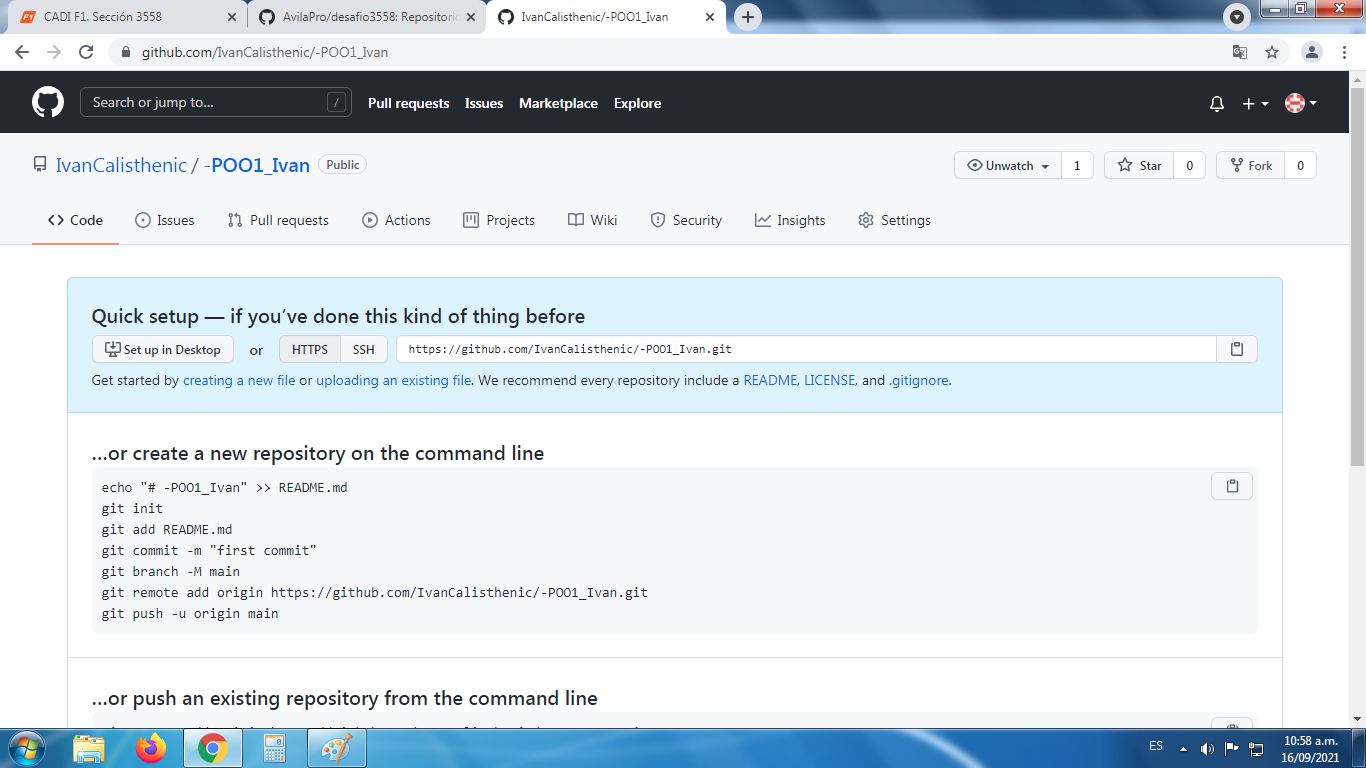 CADI F1. Sección 3558
AvilaPro/desafio3558: Repositorio
IvanCalisthenic/-POO1_Ivan
github.com/IvanCalisthenic/-POO1_Ivan
Search or jump to... /
Pull requests Issues Marketplace Explore
IvanCalisthenic / -POO1_Ivan Public
Unwatch 1 Star 0 Fork 0
Code Issues Pull requests Actions Projects Wiki Security Insights Settings
Quick setup — if you’ve done this kind of thing before
Set up in Desktop or HTTPS SSH https://github.com/IvanCalisthenic/-POO1_Ivan.git
Get started by creating a new file or uploading an existing file. We recommend every repository include a README, LICENSE, and .gitignore.
…or create a new repository on the command line
echo "# -POO1_Ivan" >> README.md
git init
git add README.md
git commit -m "first commit"
git branch -M main
git remote add origin https://github.com/IvanCalisthenic/-POO1_Ivan.git
git push -u origin main
…or push an existing repository from the command line
ES
10:58 a.m.
16/09/2021